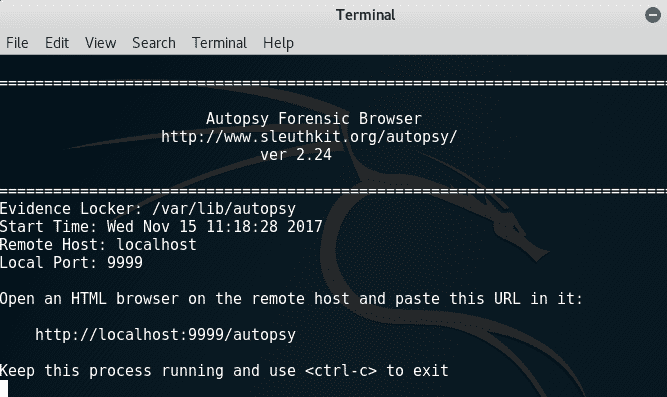 Terminal
File Edit View Search Terminal Help
============================================================================
Autopsy Forensic Browser
http://www.sleuthkit.org/autopsy/
ver 2.24
============================================================================
Evidence Locker: /var/lib/autopsy
Start Time: Wed Nov 15 11:18:28 2017
Remote Host: localhost
Local Port: 9999
Open an HTML browser on the remote host and paste this URL in it:
http://localhost:9999/autopsy
Keep this process running and use <ctrl-c> to exit